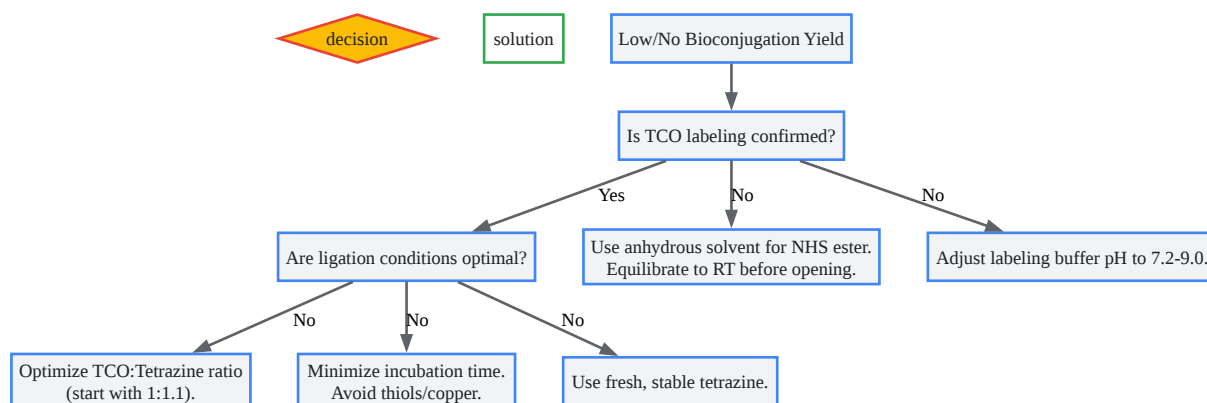 decision
solution
Low/No Bioconjugation Yield
Is TCO labeling confirmed?
Yes
No
No
Are ligation conditions optimal?
Use anhydrous solvent for NHS ester.
Equilibrate to RT before opening.
Adjust labeling buffer pH to 7.2-9.0.
No
No
No
Optimize TCO:Tetrazine ratio
(start with 1:1.1).
Minimize incubation time.
Avoid thiols/copper.
Use fresh, stable tetrazine.